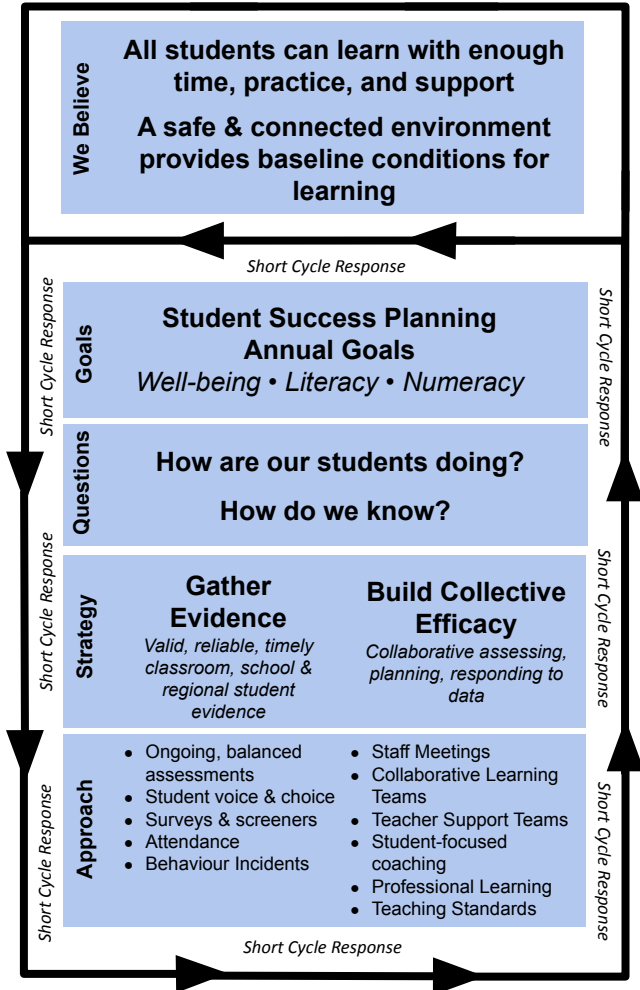 We Believe
All students can learn with enough
time, practice, and support
A safe & connected environment
provides baseline conditions for
learning
Short Cycle Response
Short Cycle Response
Short Cycle Response
Goals
Student Success Planning
Annual Goals
Well-being • Literacy • Numeracy
Questions
How are our students doing?
How do we know?
Short Cycle Response
Short Cycle Response
Strategy
Gather
Evidence
Valid, reliable, timely
classroom, school &
regional student
evidence
Build Collective
Efficacy
Collaborative assessing,
planning, responding to
data
Short Cycle Response
Short Cycle Response
Approach
• Ongoing, balanced
assessments
• Student voice & choice
• Surveys & screeners
• Attendance
• Behaviour Incidents
• Staff Meetings
• Collaborative Learning
Teams
• Teacher Support Teams
• Student-focused
coaching
• Professional Learning
• Teaching Standards
Short Cycle Response